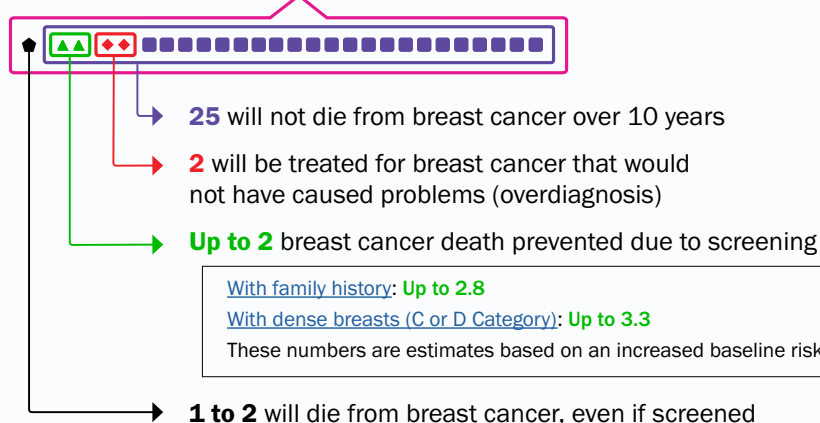 25 will not die from breast cancer over 10 years
2 will be treated for breast cancer that would
not have caused problems (overdiagnosis)
Up to 2 breast cancer death prevented due to screening
With family history: Up to 2.8
With dense breasts (C or D Category): Up to 3.3
These numbers are estimates based on an increased baseline risk
1 to 2 will die from breast cancer, even if screened